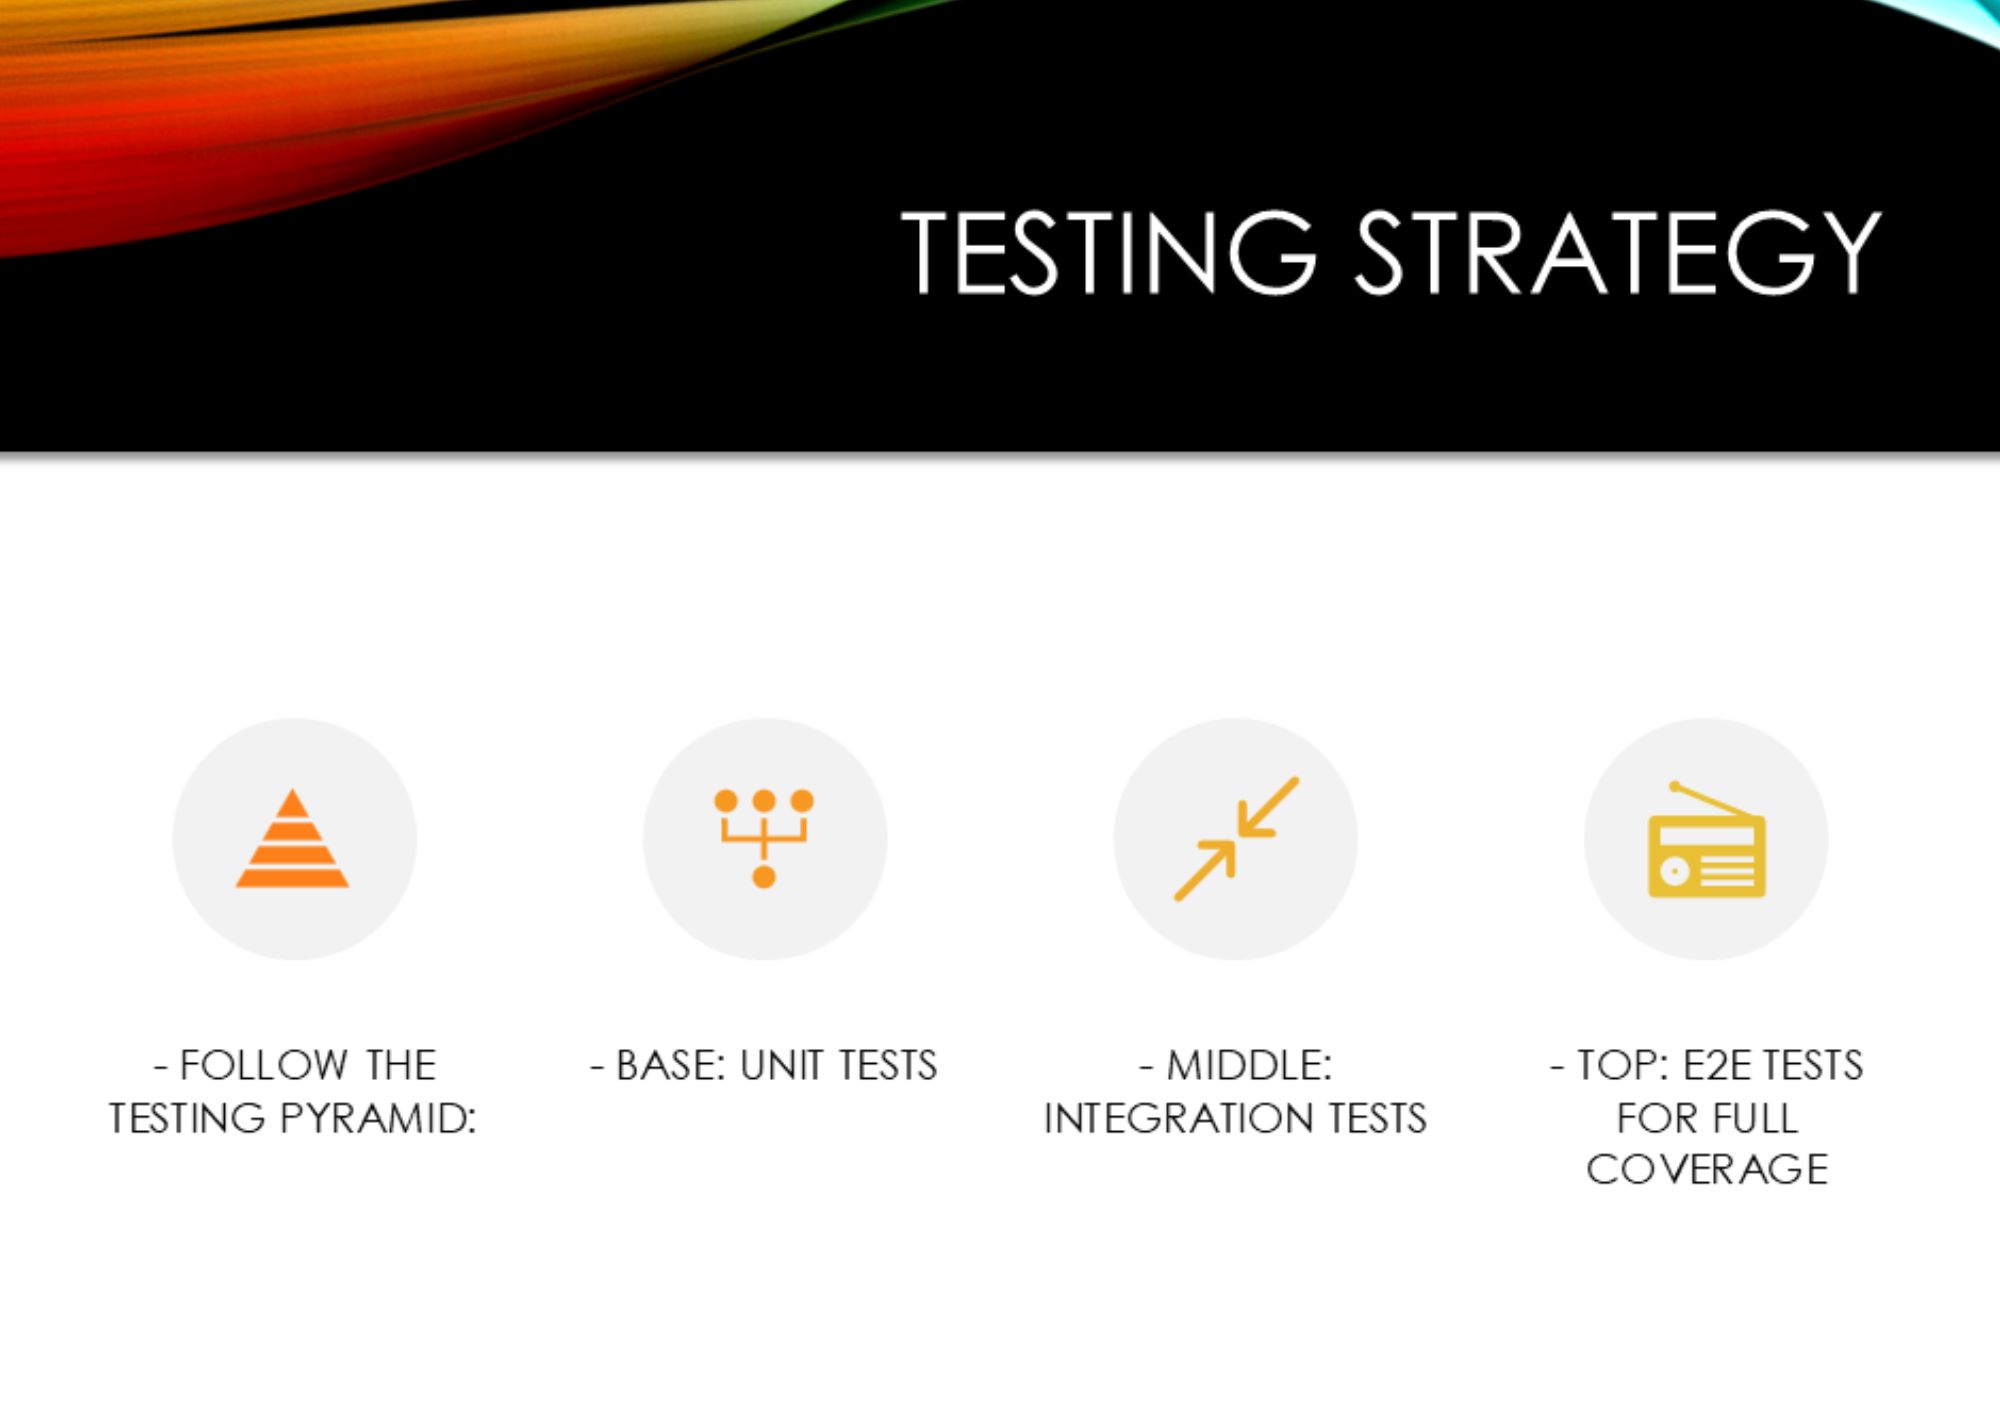 TESTING STRATEGY
- FOLLOW THE
TESTING PYRAMID:
- BASE: UNIT TESTS
- MIDDLE:
INTEGRATION TESTS
- TOP: E2E TESTS
FOR FULL
COVERAGE